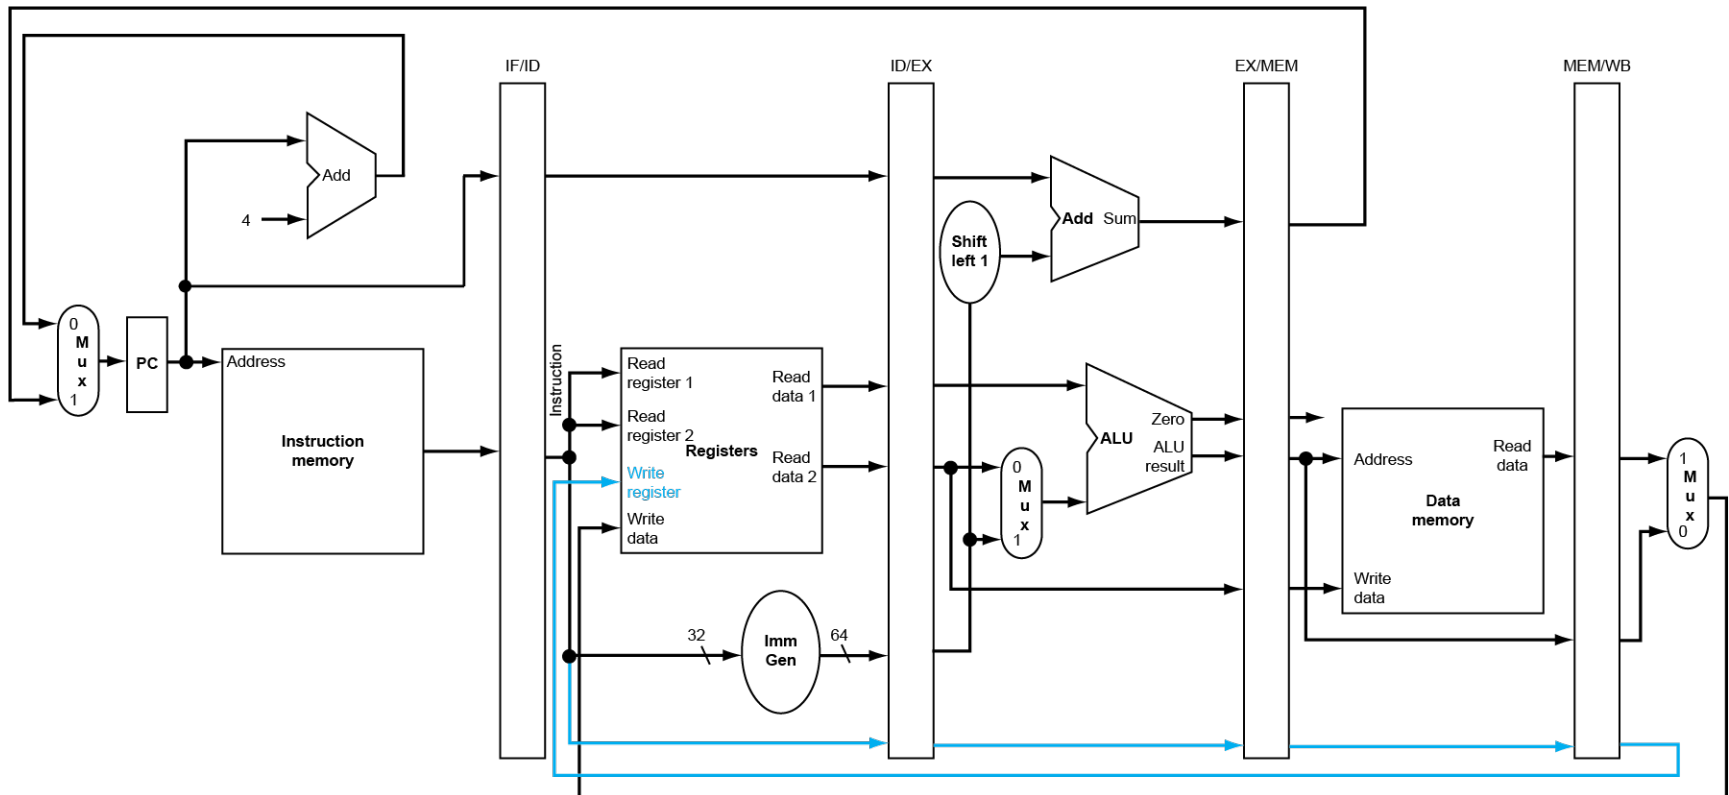 IF/ID
ID/EX
EX/MEM
MEM/WB
Add
4
Shift
left 1
Add Sum
0
M
u
x
1
PC
Address
Instruction
memory
Instruction
Read
register 1
Read
register 2
Write
register
Write
data
Registers
Read
data 1
Read
data 2
32
Imm
Gen
64
0
M
u
x
1
ALU
Zero
ALU
result
Address
Read
data
Data
memory
Write
data
1
M
u
x
0